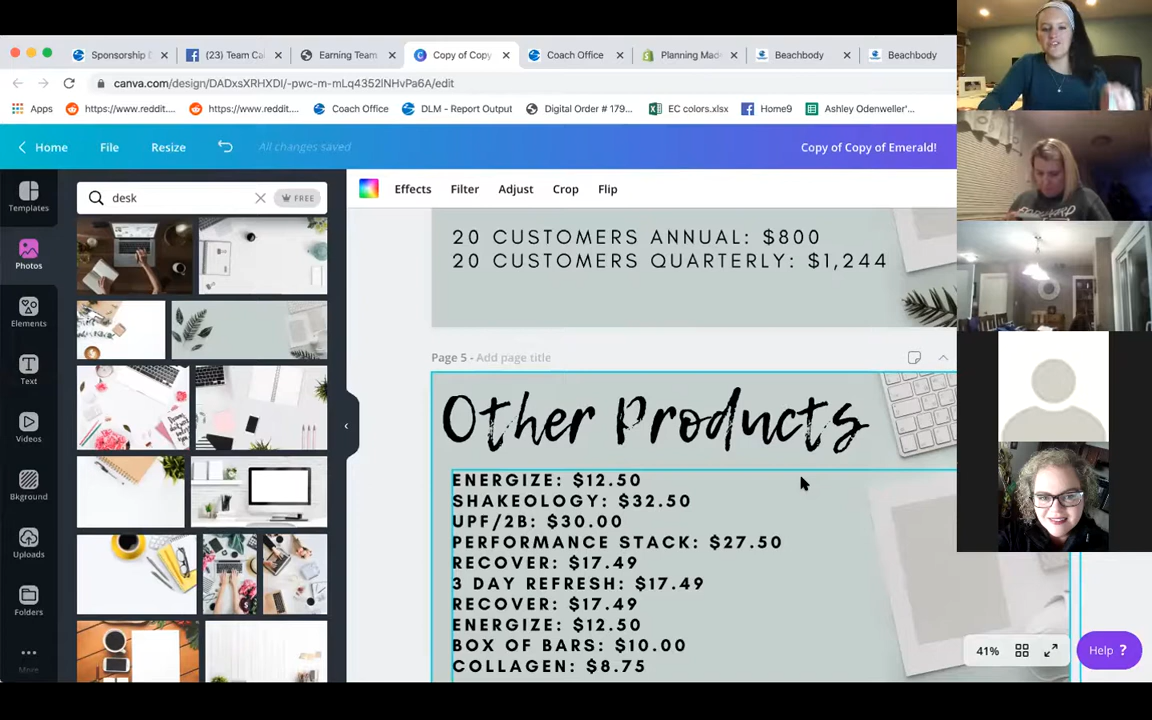 Sponsorship
(23) Team Ca
Earning Team
Copy of Copy
Coach Office
Planning Mad
Beachbody
Beachbody
canva.com/design/DADxsXRHXDI/-pwc-m-mLq4352lNHvPa6A/edit
Apps
https://www.reddit....
https://www.reddit....
Coach Office
DLM - Report Output
Digital Order # 179...
EC colors.xlsx
Home9
Ashley Odenweller'...
Home
File
Resize
All changes saved
Copy of Copy of Emerald!
Templates
desk
FREE
Effects
Filter
Adjust
Crop
Flip
Photos
Elements
Text
Videos
Bkground
Uploads
Folders
More
20 CUSTOMERS ANNUAL: $800
20 CUSTOMERS QUARTERLY: $1,244
Page 5 - Add page title
Other Products
ENERGIZE: $12.50
SHAKEOLOGY: $32.50
UPF/2B: $30.00
PERFORMANCE STACK: $27.50
RECOVER: $17.49
3 DAY REFRESH: $17.49
RECOVER: $17.49
ENERGIZE: $12.50
BOX OF BARS: $10.00
COLLAGEN: $8.75
41%
Help ?